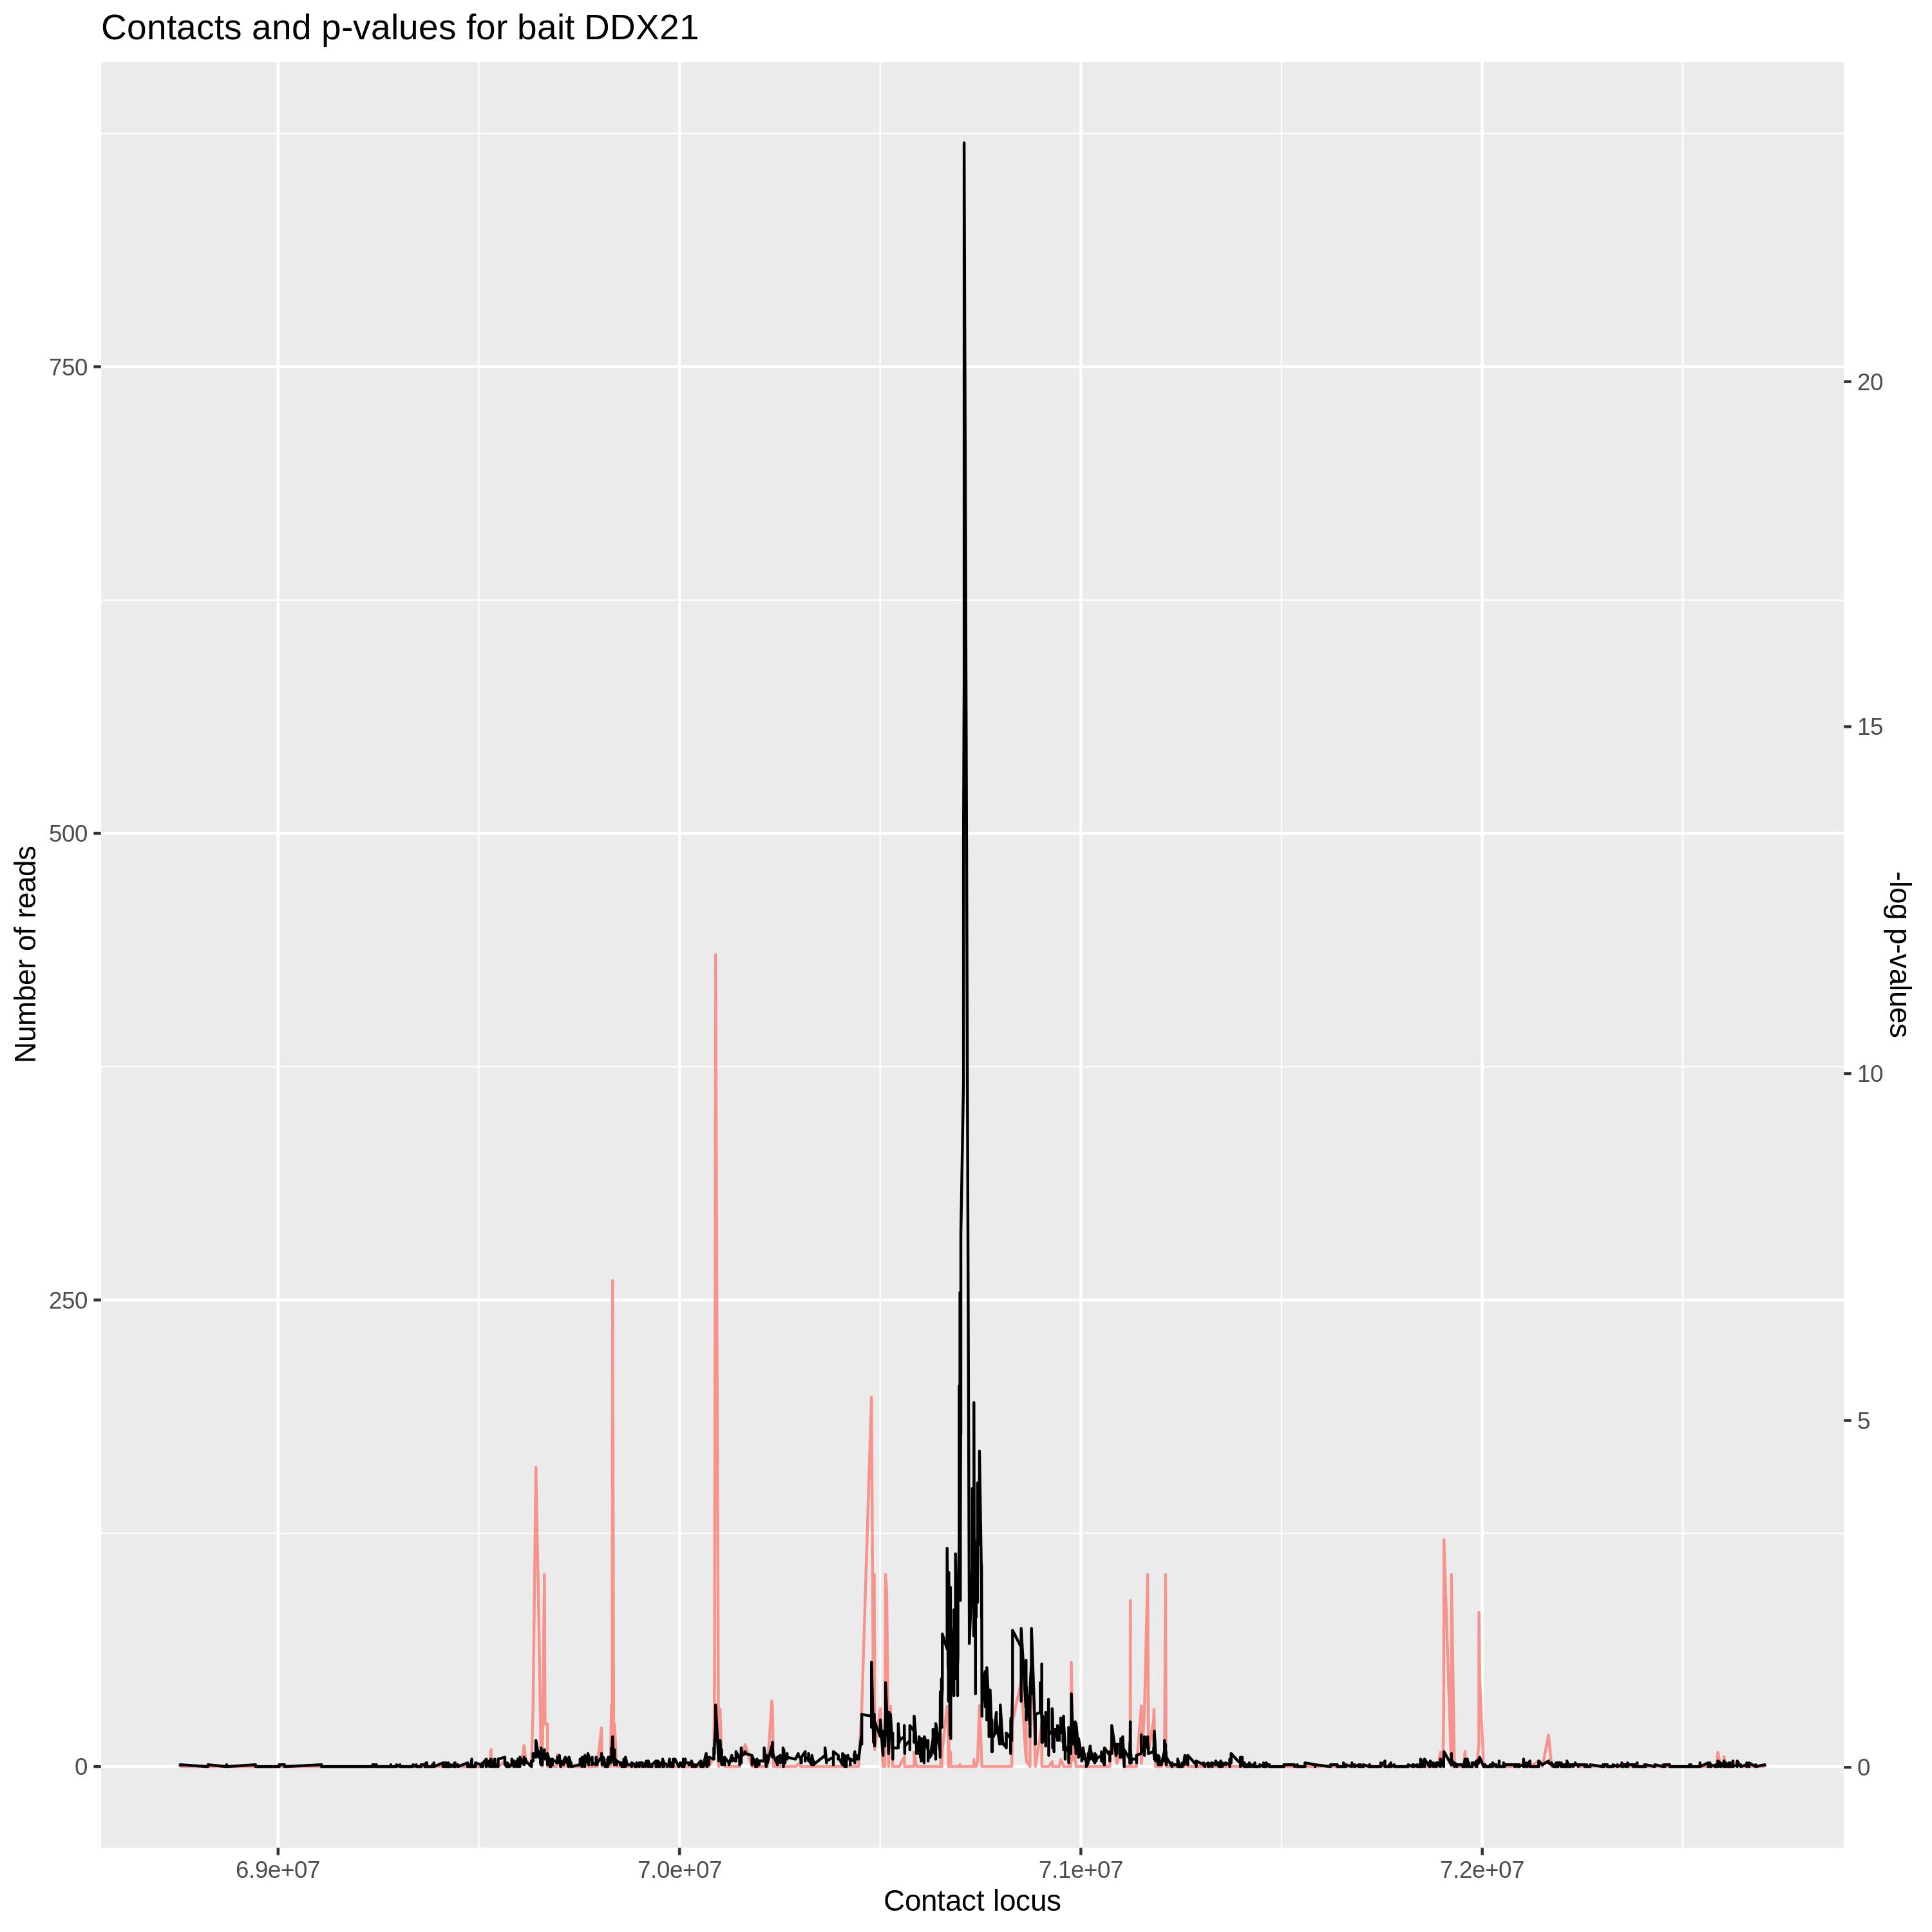 Contacts and p-values for bait DDX21
Number of reads
750
500
250
0
20
15
10
5
0
-log p-values
6.9e+07
7.0e+07
7.1e+07
7.2e+07
Contact locus